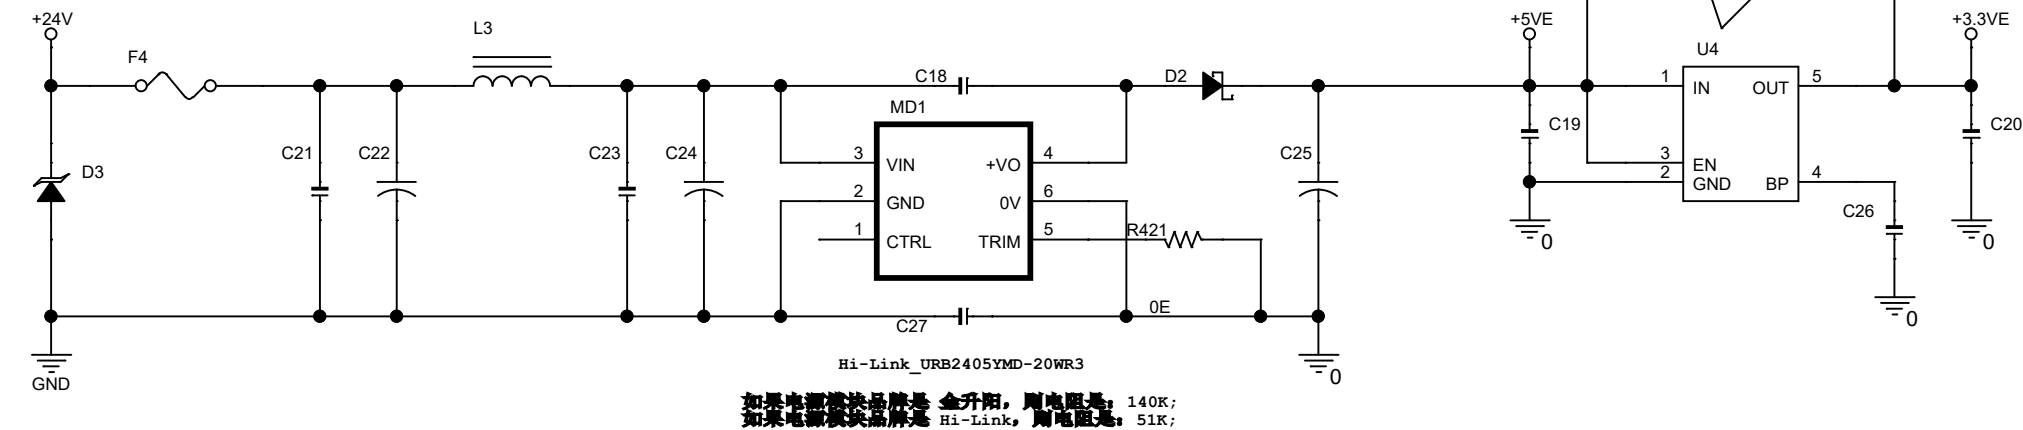 +24V
F4
L3
C18
D2
+5VE
U4
+3.3VE
MD1
1
IN
OUT
5
C19
C20
C21
C22
C23
C24
C25
D3
3
VIN
+VO
4
3
EN
2
GND
BP
4
2
GND
0V
6
C26
1
CTRL
TRIM
5
R421
0
0
0
0E
C27
GND
0
Hi-Link_URB2405YMD-20WR3
如果电源模块品牌是 金升阳，则电阻是：140K;
如果电源模块品牌是 Hi-Link，则电阻是：51K;